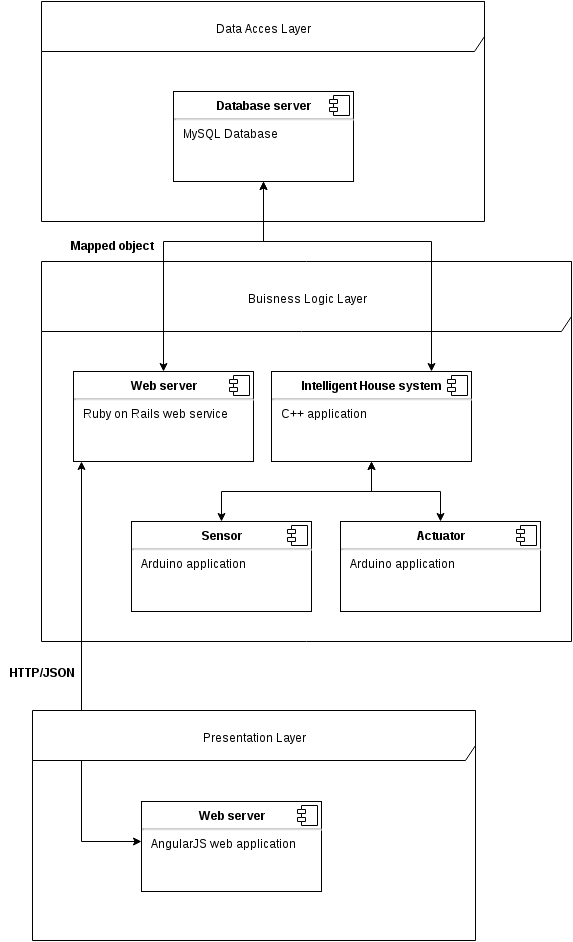 Data Acces Layer
Database server
MySQL Database
Mapped object
Buisness Logic Layer
Web server
Ruby on Rails web service
Intelligent House system
C++ application
Sensor
Arduino application
Actuator
Arduino application
HTTP/JSON
Presentation Layer
Web server
AngularJS web application